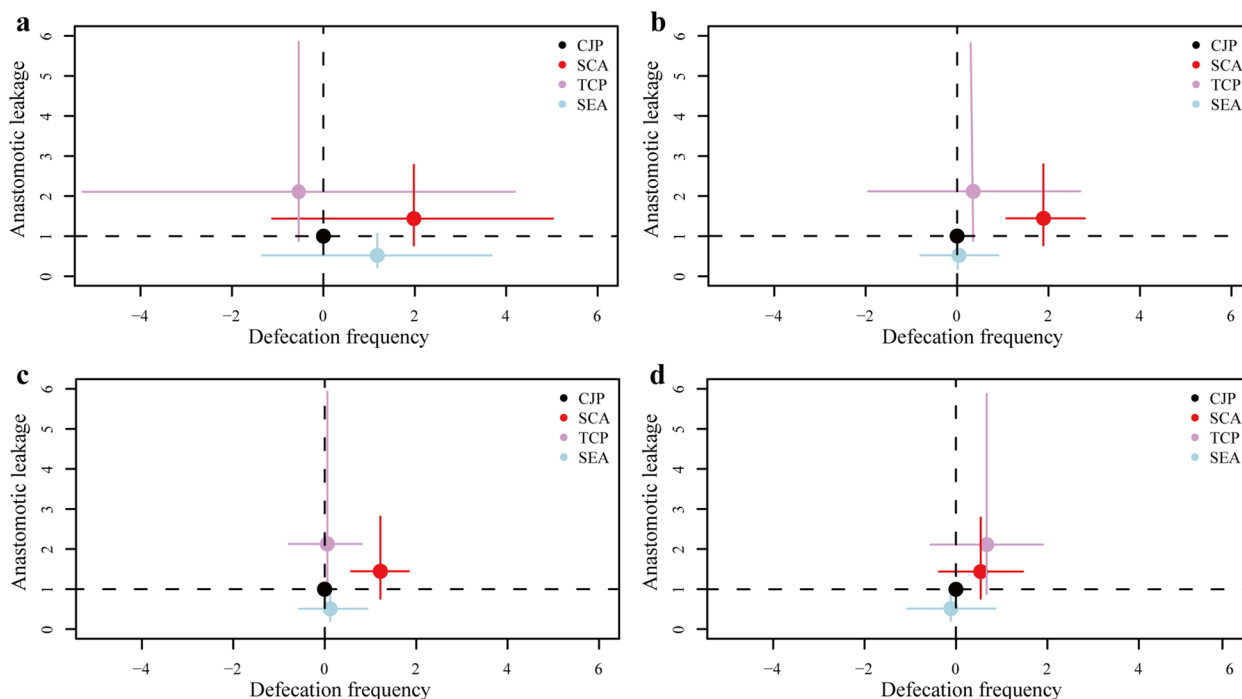 a
Anastomotic leakage
6
5
4
3
2
1
0
CJP
SCA
TCP
SEA
−4 −2 0 2 4 6
Defecation frequency
b
Anastomotic leakage
6
5
4
3
2
1
0
CJP
SCA
TCP
SEA
−4 −2 0 2 4 6
Defecation frequency
c
Anastomotic leakage
6
5
4
3
2
1
0
CJP
SCA
TCP
SEA
−4 −2 0 2 4 6
Defecation frequency
d
Anastomotic leakage
6
5
4
3
2
1
0
CJP
SCA
TCP
SEA
−4 −2 0 2 4 6
Defecation frequency